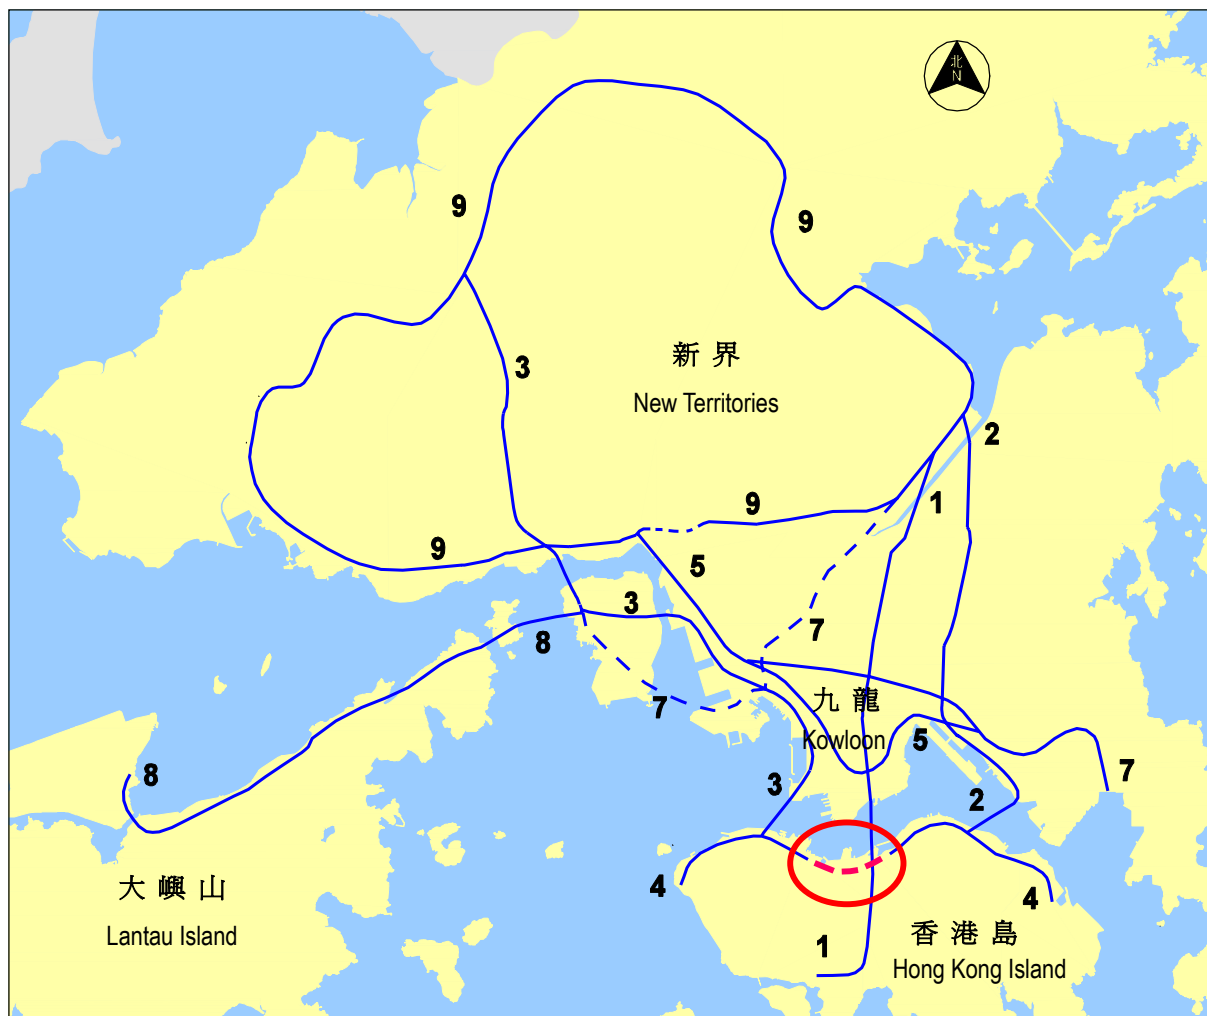 北
N
9
9
3
新界
New Territories
2
1
9
9
5
3
7
8
7
九龍
Kowloon
5
8
3
7
2
4
大嶼山
Lantau Island
4
1
香港島
Hong Kong Island